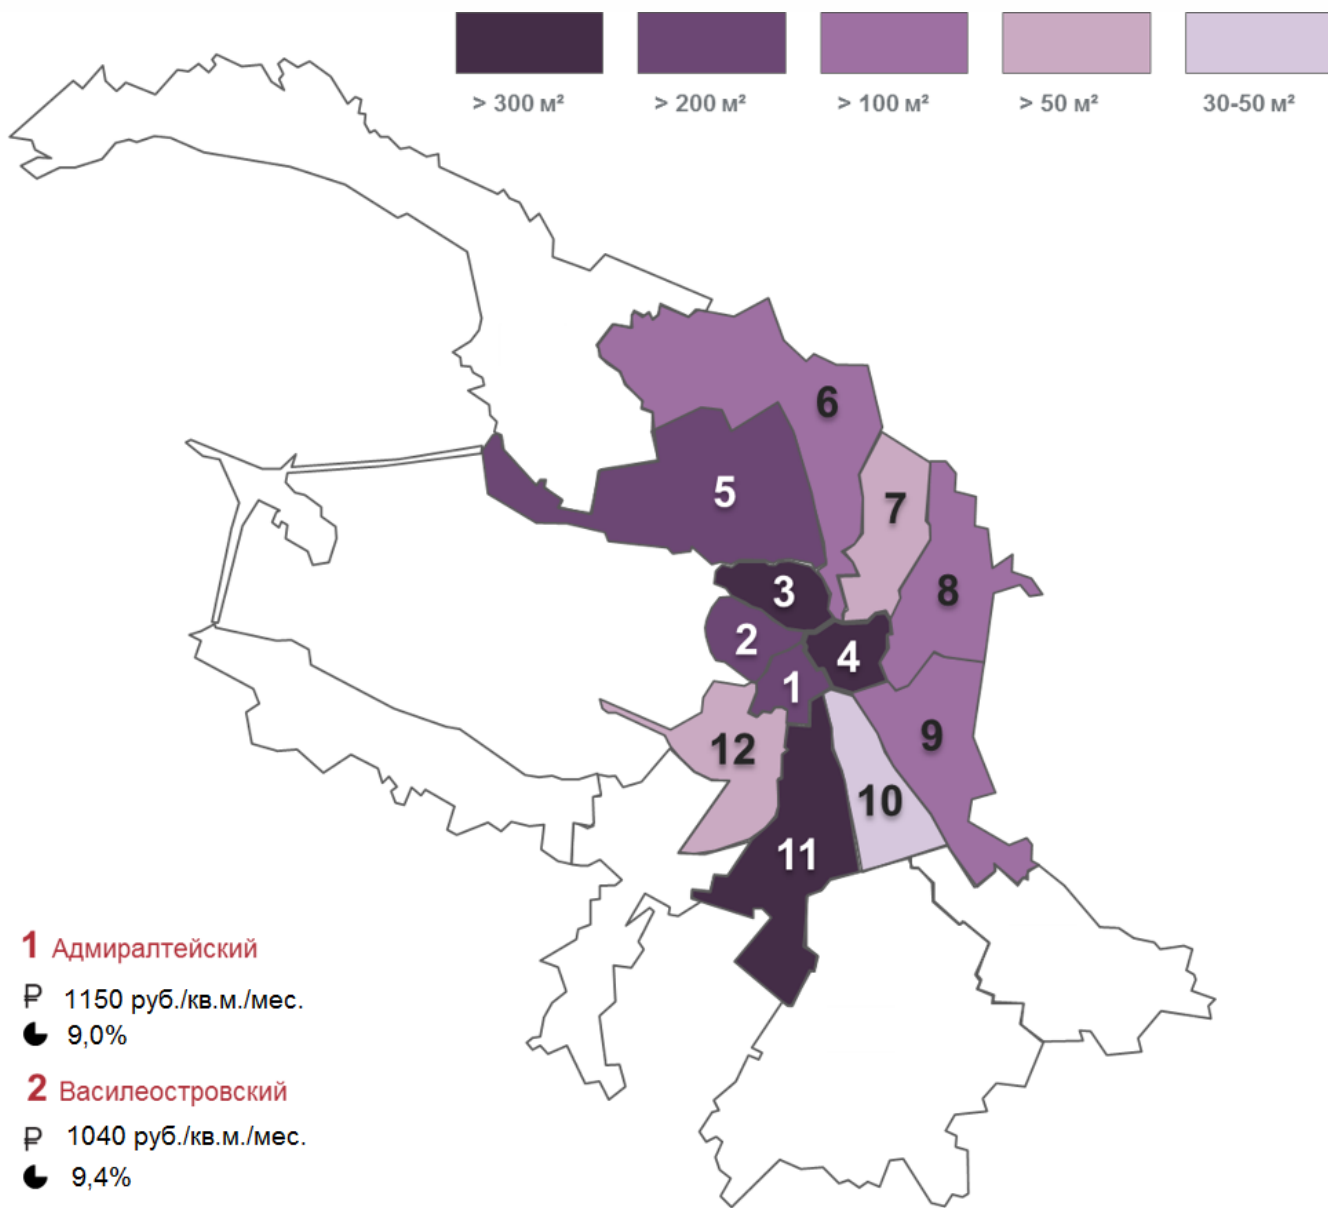 > 300 м² > 200 м² > 100 м² > 50 м² 30-50 м²
6
5
7
3
8
2
4
1
9
12
10
11
1 Адмиралтейский
₽ 1150 руб./кв.м./мес.
9,0%
2 Василеостровский
₽ 1040 руб./кв.м./мес.
9,4%